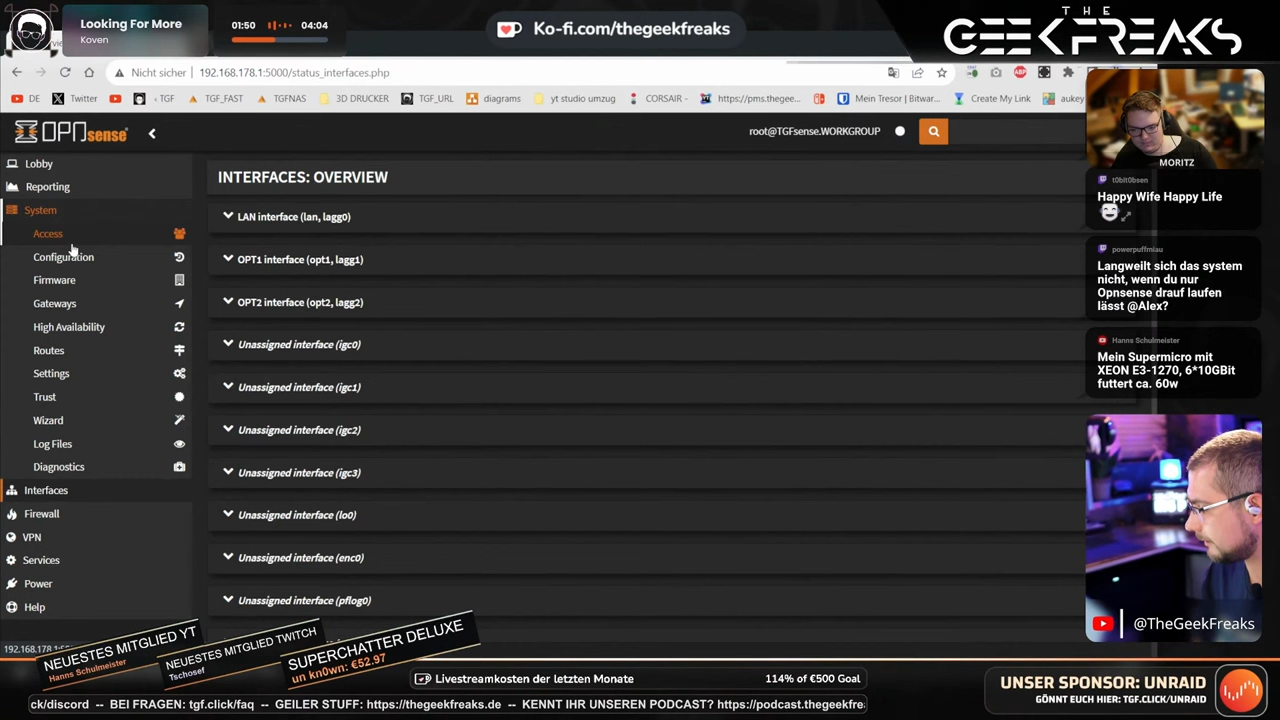 Looking For More
Koven
01:50
04:04
Ko-fi.com/thegeekfreaks
THE
GEEKFREAKS
Nicht sicher
192.168.178.1:5000/status_interfaces.php
DE
Twitter
‹ TGF
TGF_FAST
TGFNAS
3D DRUCKER
TGF_URL
diagrams
yt studio umzug
CORSAIR -
https://pms.thegee...
Mein Tresor | Bitwar...
Create My Link
aukey
OPNsense
root@TGFsense.WORKGROUP
Lobby
Reporting
System
Access
Configuration
Firmware
Gateways
High Availability
Routes
Settings
Trust
Wizard
Log Files
Diagnostics
Interfaces
Firewall
VPN
Services
Power
Help
INTERFACES: OVERVIEW
LAN interface (lan, lagg0)
OPT1 interface (opt1, lagg1)
OPT2 interface (opt2, lagg2)
Unassigned interface (igc0)
Unassigned interface (igc1)
Unassigned interface (igc2)
Unassigned interface (igc3)
Unassigned interface (lo0)
Unassigned interface (enc0)
Unassigned interface (pflog0)
MORITZ
t0bit0bsen
Happy Wife Happy Life
powerpuffmiau
Langweilt sich das system
nicht, wenn du nur
Opnsense drauf laufen
lässt @Alex?
Hanns Schulmeister
Mein Supermicro mit
XEON E3-1270, 6*10GBit
futtert ca. 60w
@TheGeekFreaks
NEUESTES MITGLIED YT
Hanns Schulmeister
NEUESTES MITGLIED TWITCH
Tschosef
SUPERCHATTER DELUXE
un kn0wn: €52.97
Livestreamkosten der letzten Monate
114% of €500 Goal
ck/discord -- BEI FRAGEN: tgf.click/faq -- GEILER STUFF: https://thegeekfreaks.de -- KENNT IHR UNSEREN PODCAST? https://podcast.thegeekfre
UNSER SPONSOR: UNRAID
GÖNNT EUCH HIER: TGF.CLICK/UNRAID